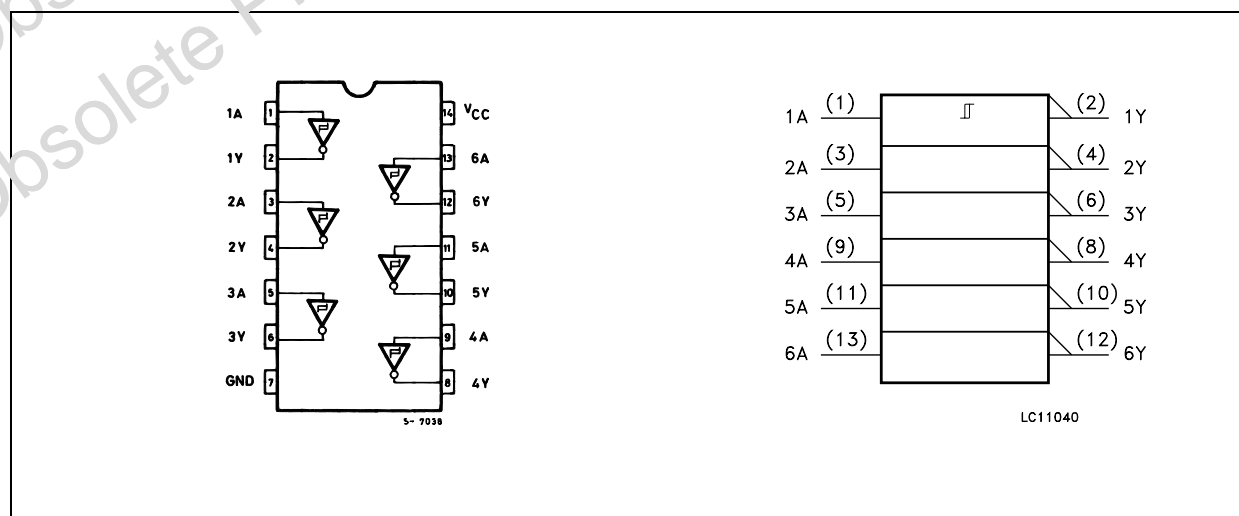 Obsolete
1A 1 14 VCC
1Y 2 13 6A
2A 3 12 6Y
2Y 4 11 5A
3A 5 10 5Y
3Y 6 9 4A
GND 7 8 4Y
S- 7038
1A (1) (2) 1Y
2A (3) (4) 2Y
3A (5) (6) 3Y
4A (9) (8) 4Y
5A (11) (10) 5Y
6A (13) (12) 6Y
LC11040